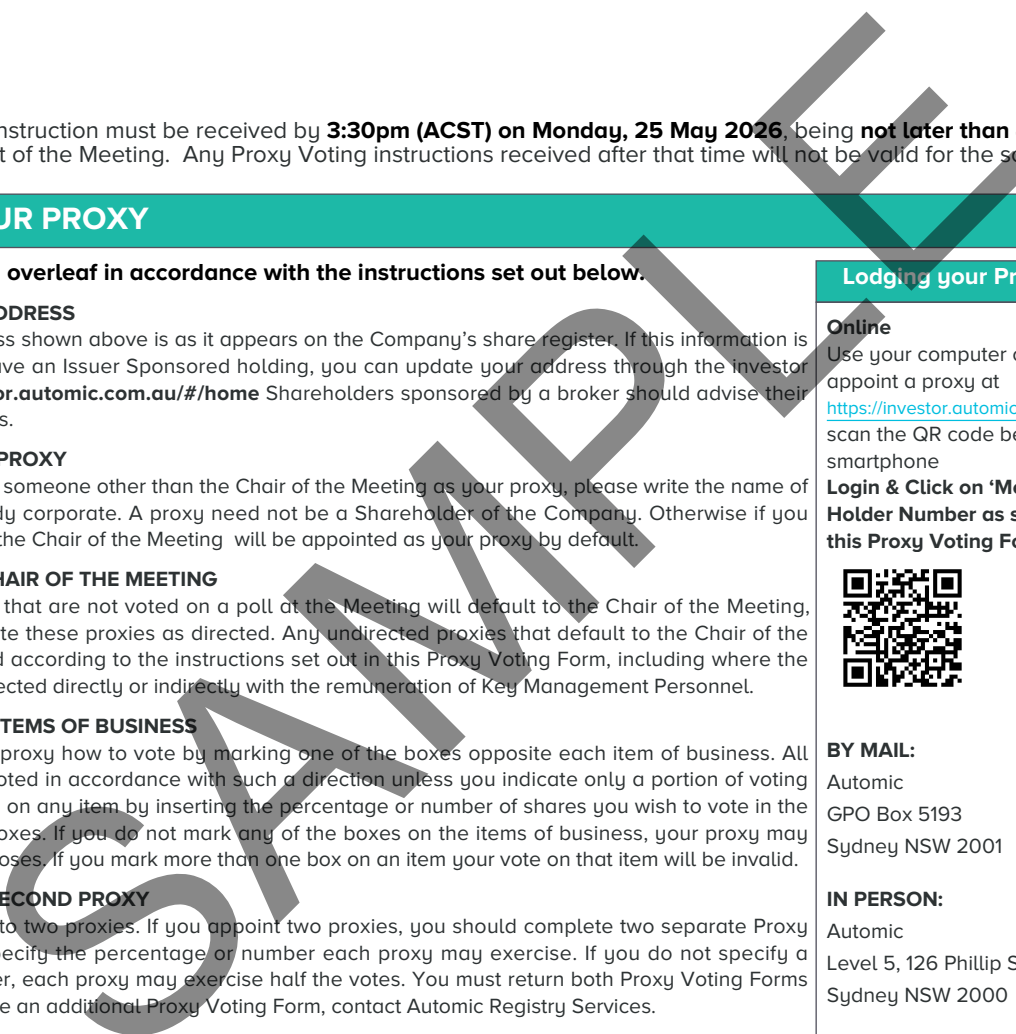 nstruction must be received by 3:30pm (ACST) on Monday, 25 May 2026, being not later than
t of the Meeting.  Any Proxy Voting instructions received after that time will not be valid for the sc
UR PROXY
overleaf in accordance with the instructions set out below.
DDRESS
ss shown above is as it appears on the Company's share register. If this information is
ave an Issuer Sponsored holding, you can update your address through the investor
or.automic.com.au/#/home Shareholders sponsored by a broker should advise their
s.
PROXY
someone other than the Chair of the Meeting as your proxy, please write the name of
dy corporate. A proxy need not be a Shareholder of the Company. Otherwise if you
the Chair of the Meeting  will be appointed as your proxy by default.
HAIR OF THE MEETING
that are not voted on a poll at the Meeting will default to the Chair of the Meeting,
te these proxies as directed. Any undirected proxies that default to the Chair of the
d according to the instructions set out in this Proxy Voting Form, including where the
ected directly or indirectly with the remuneration of Key Management Personnel.
TEMS OF BUSINESS
proxy how to vote by marking one of the boxes opposite each item of business. All
oted in accordance with such a direction unless you indicate only a portion of voting
on any item by inserting the percentage or number of shares you wish to vote in the
oxes. If you do not mark any of the boxes on the items of business, your proxy may
oses. If you mark more than one box on an item your vote on that item will be invalid.
ECOND PROXY
to two proxies. If you appoint two proxies, you should complete two separate Proxy
pecify the percentage or number each proxy may exercise. If you do not specify a
er, each proxy may exercise half the votes. You must return both Proxy Voting Forms
e an additional Proxy Voting Form, contact Automic Registry Services.
Lodging your Pr
Online
Use your computer o
appoint a proxy at
https://investor.automic
scan the QR code be
smartphone
Login & Click on ‘Me
Holder Number as s
this Proxy Voting Fo
BY MAIL:
Automic
GPO Box 5193
Sydney NSW 2001
IN PERSON:
Automic
Level 5, 126 Phillip S
Sydney NSW 2000
SAMPLE